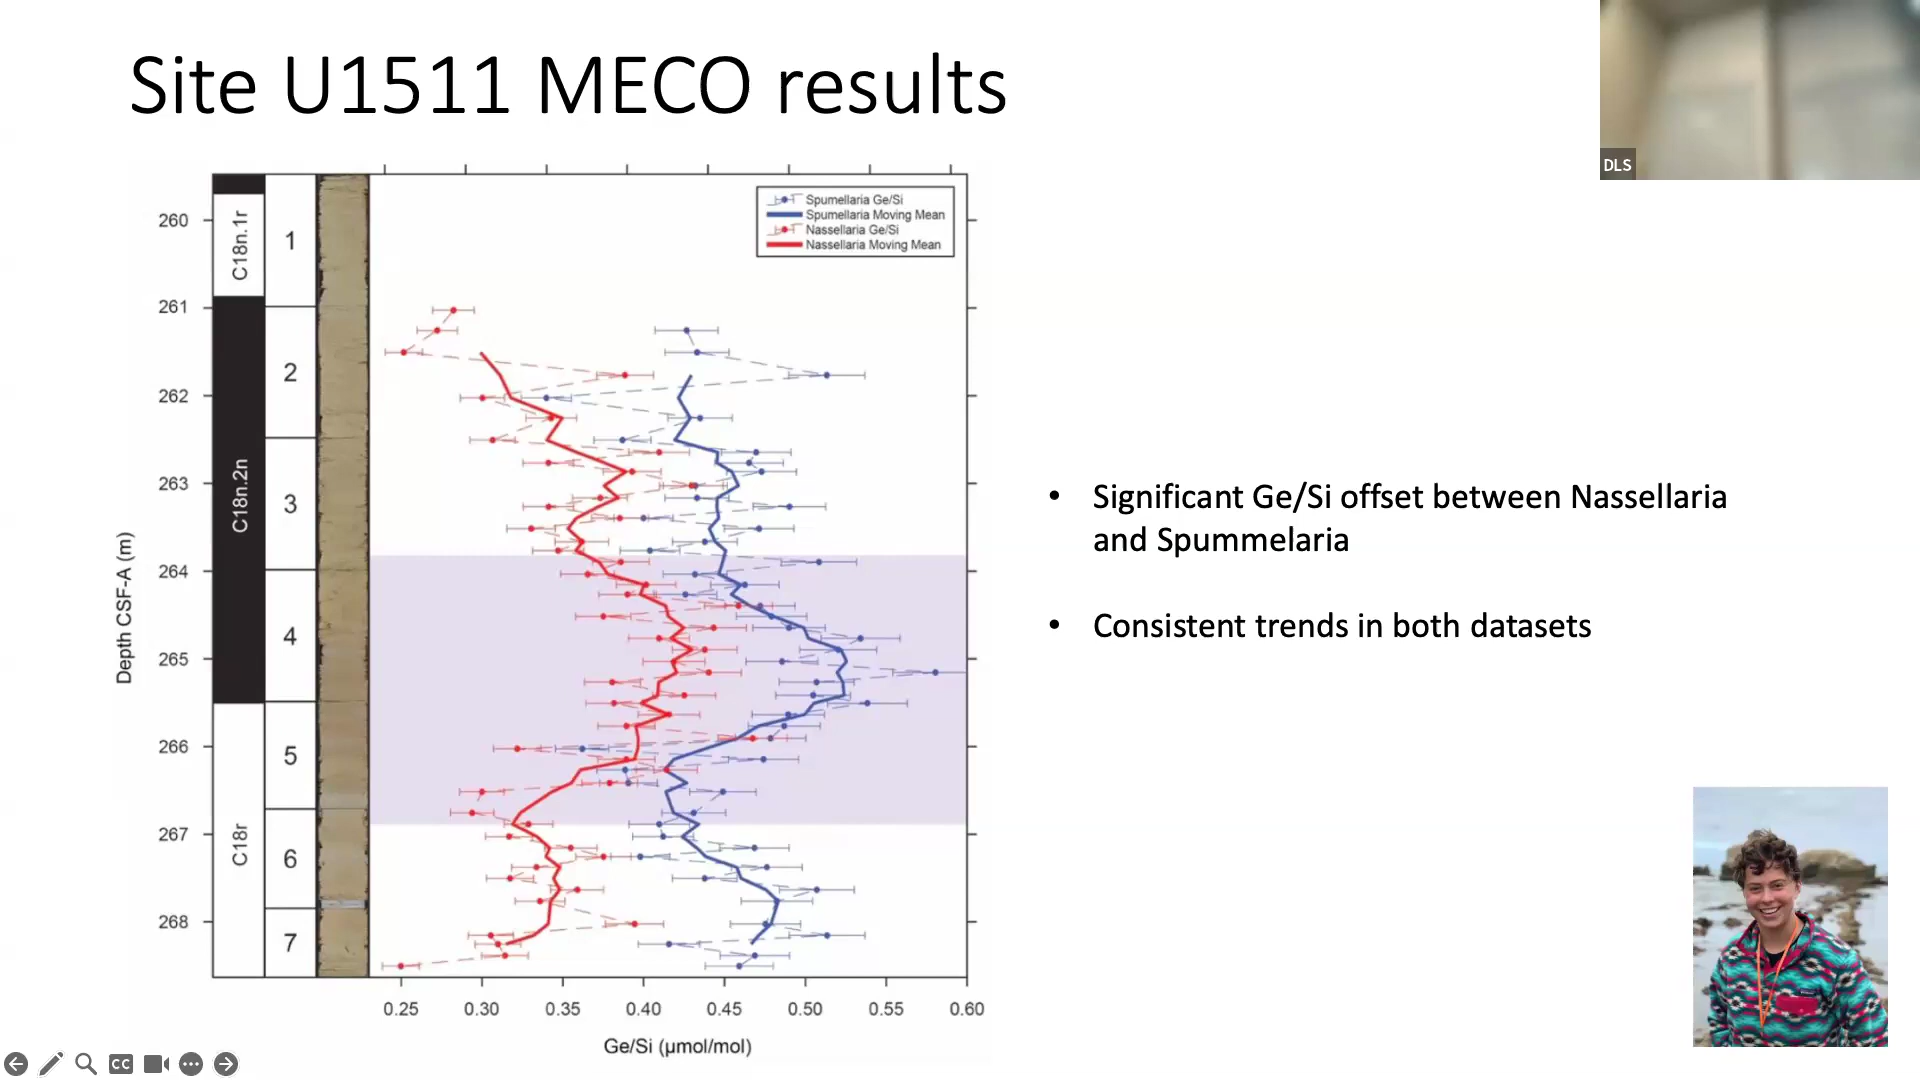 Site U1511 MECO results
DLS
Spumellaria Ge/Si
Spumellaria Moving Mean
Nassellaria Ge/Si
Nassellaria Moving Mean
260
261
262
263
264
265
266
267
268
Depth CSF-A (m)
C18n.1r
C18n.2n
C18r
1
2
3
4
5
6
7
0.25 0.30 0.35 0.40 0.45 0.50 0.55 0.60
Ge/Si (μmol/mol)
• Significant Ge/Si offset between Nassellaria
and Spummelaria
• Consistent trends in both datasets
CC